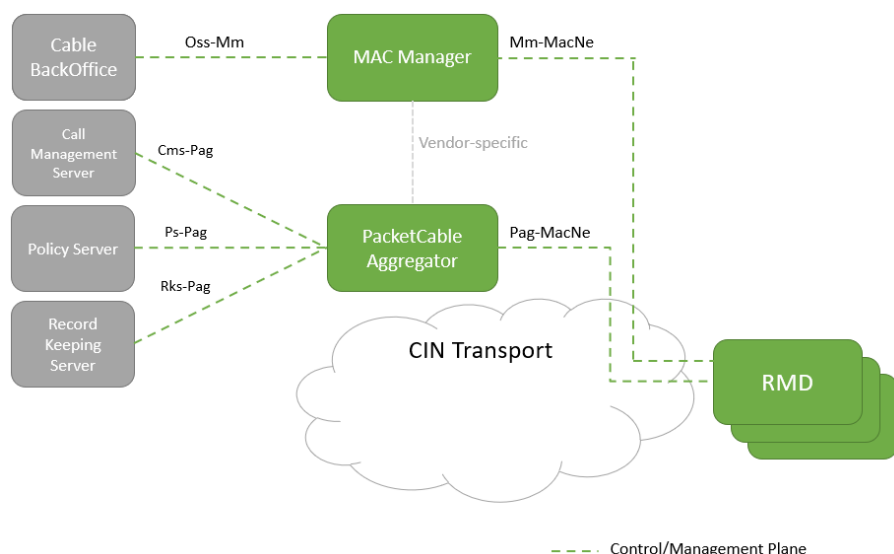 Cable
BackOffice
Oss-Mm
MAC Manager
Mm-MacNe
Call
Management
Server
Cms-Pag
Vendor-specific
Policy Server
Ps-Pag
PacketCable
Aggregator
Pag-MacNe
Rks-Pag
Record
Keeping
Server
CIN Transport
RMD
Control/Management Plane